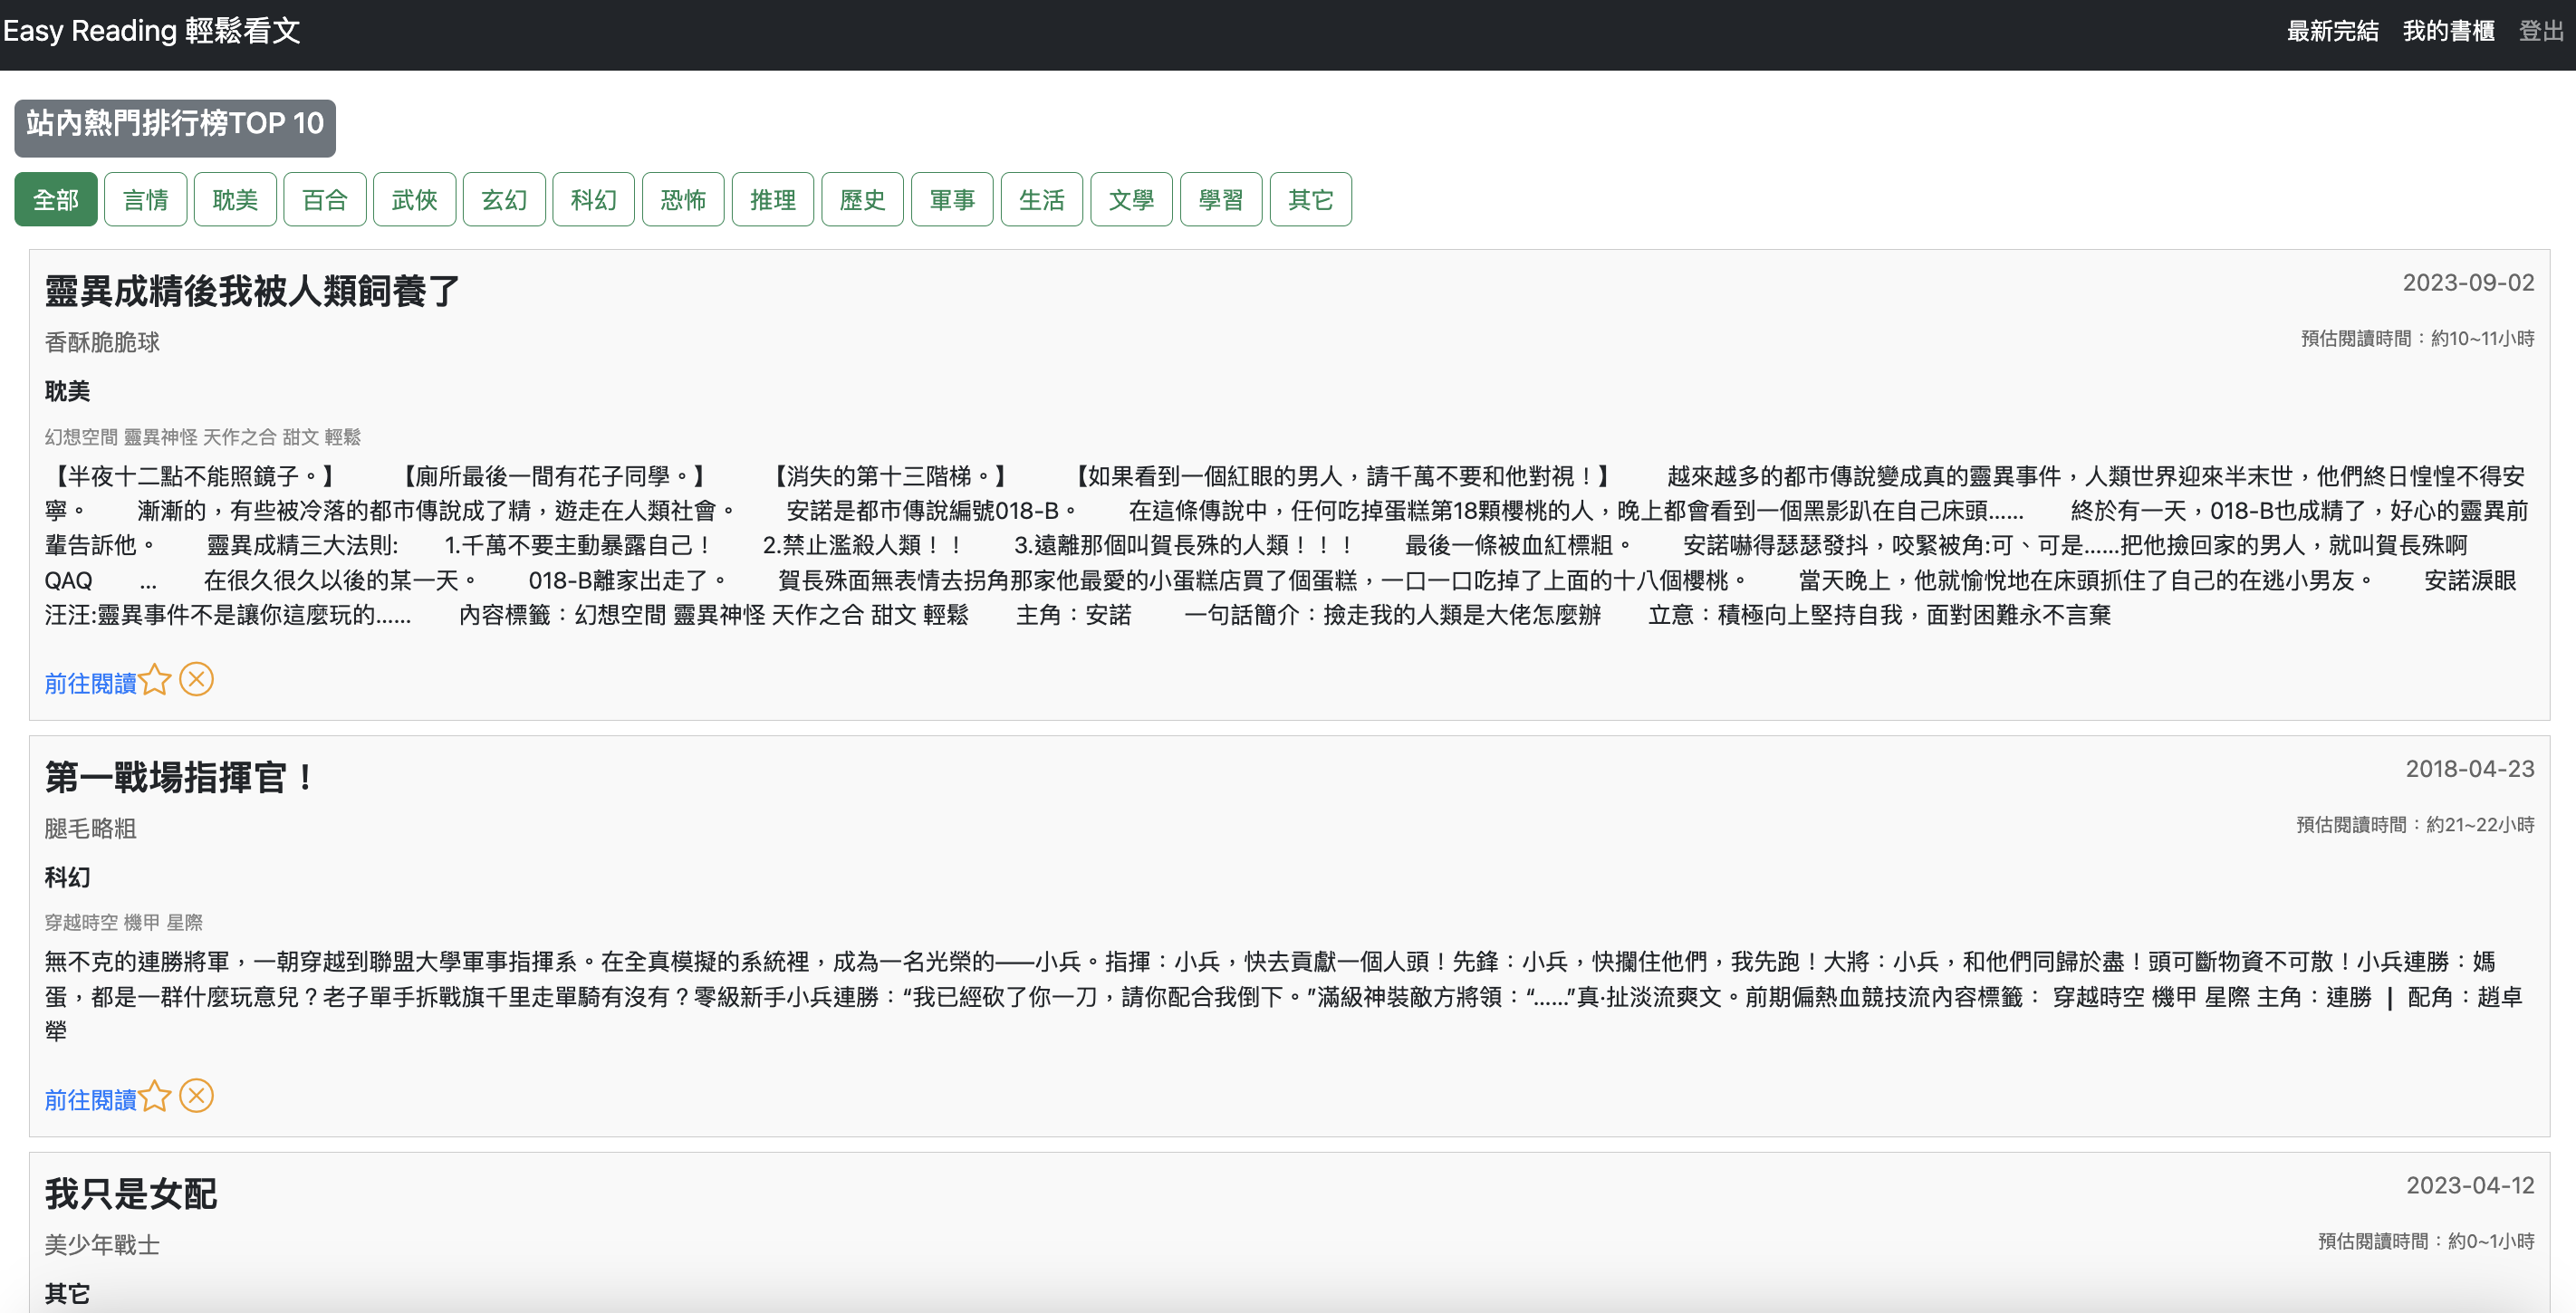 Easy Reading 輕鬆看文
最新完結 我的書櫃 登出
站內熱門排行榜TOP 10
全部 言情 耽美 百合 武俠 玄幻 科幻 恐怖 推理 歷史 軍事 生活 文學 學習 其它
靈異成精後我被人類飼養了
2023-09-02
香酥脆脆球
預估閱讀時間：約10~11小時
耽美
幻想空間 靈異神怪 天作之合 甜文 輕鬆
【半夜十二點不能照鏡子。】　　【廁所最後一間有花子同學。】　　【消失的第十三階梯。】　　【如果看到一個紅眼的男人，請千萬不要和他對視！】　　越來越多的都市傳說變成真的靈異事件，人類世界迎來半末世，他們終日惶惶不得安
寧。　　漸漸的，有些被冷落的都市傳說成了精，遊走在人類社會。　　安諾是都市傳說編號018-B。　　在這條傳說中，任何吃掉蛋糕第18顆櫻桃的人，晚上都會看到一個黑影趴在自己床頭……　　終於有一天，018-B也成精了，好心的靈異前
輩告訴他。　　靈異成精三大法則:　　1.千萬不要主動暴露自己！　　2.禁止濫殺人類！！　　3.遠離那個叫賀長殊的人類！！！　　最後一條被血紅標粗。　　安諾嚇得瑟瑟發抖，咬緊被角:可、可是……把他撿回家的男人，就叫賀長殊啊
QAQ　　…　　在很久很久以後的某一天。　　018-B離家出走了。　　賀長殊面無表情去拐角那家他最愛的小蛋糕店買了個蛋糕，一口一口吃掉了上面的十八個櫻桃。　　當天晚上，他就愉悅地在床頭抓住了自己的在逃小男友。　　安諾淚眼
汪汪:靈異事件不是讓你這麼玩的……　　內容標籤：幻想空間 靈異神怪 天作之合 甜文 輕鬆　　主角：安諾　　一句話簡介：撿走我的人類是大佬怎麼辦　　立意：積極向上堅持自我，面對困難永不言棄
前往閱讀
第一戰場指揮官！
2018-04-23
腿毛略粗
預估閱讀時間：約21~22小時
科幻
穿越時空 機甲 星際
無不克的連勝將軍，一朝穿越到聯盟大學軍事指揮系。在全真模擬的系統裡，成為一名光榮的——小兵。指揮：小兵，快去貢獻一個人頭！先鋒：小兵，快攔住他們，我先跑！大將：小兵，和他們同歸於盡！頭可斷物資不可散！小兵連勝：媽
蛋，都是一群什麼玩意兒？老子單手折戰旗千里走單騎有沒有？零級新手小兵連勝：“我已經砍了你一刀，請你配合我倒下。”滿級神裝敵方將領：“……”真·扯淡流爽文。前期偏熱血競技流內容標籤： 穿越時空 機甲 星際 主角：連勝 ┃ 配角：趙卓
犖
前往閱讀
我只是女配
2023-04-12
美少年戰士
預估閱讀時間：約0~1小時
其它